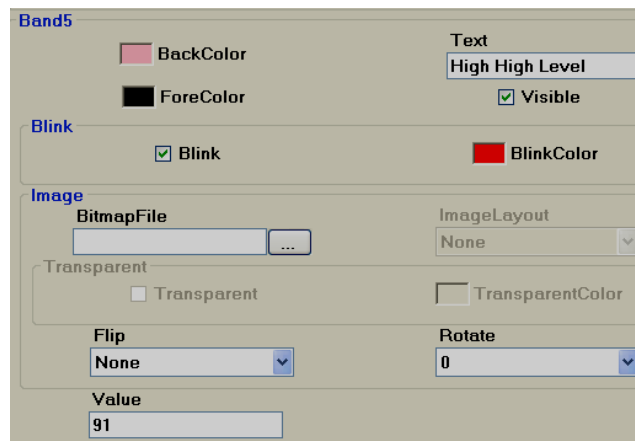 Band5
BackColor
Text
High High Level
ForeColor
Visible
Blink
Blink
BlinkColor
Image
BitmapFile
ImageLayout
...
None
Transparent
Transparent
TransparentColor
Flip
Rotate
None
0
Value
91